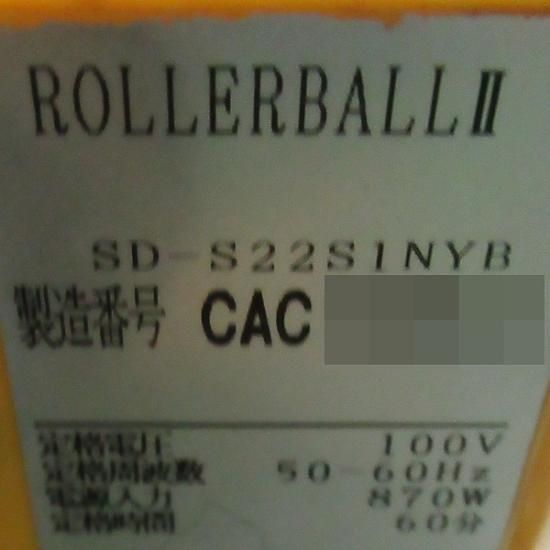 ROLLERBALLⅡ
SD-S22S1NYB
製造番号 CAC
定格電圧 100V
定格周波数 50-60Hz
電源入力 870W
定格時間 60分